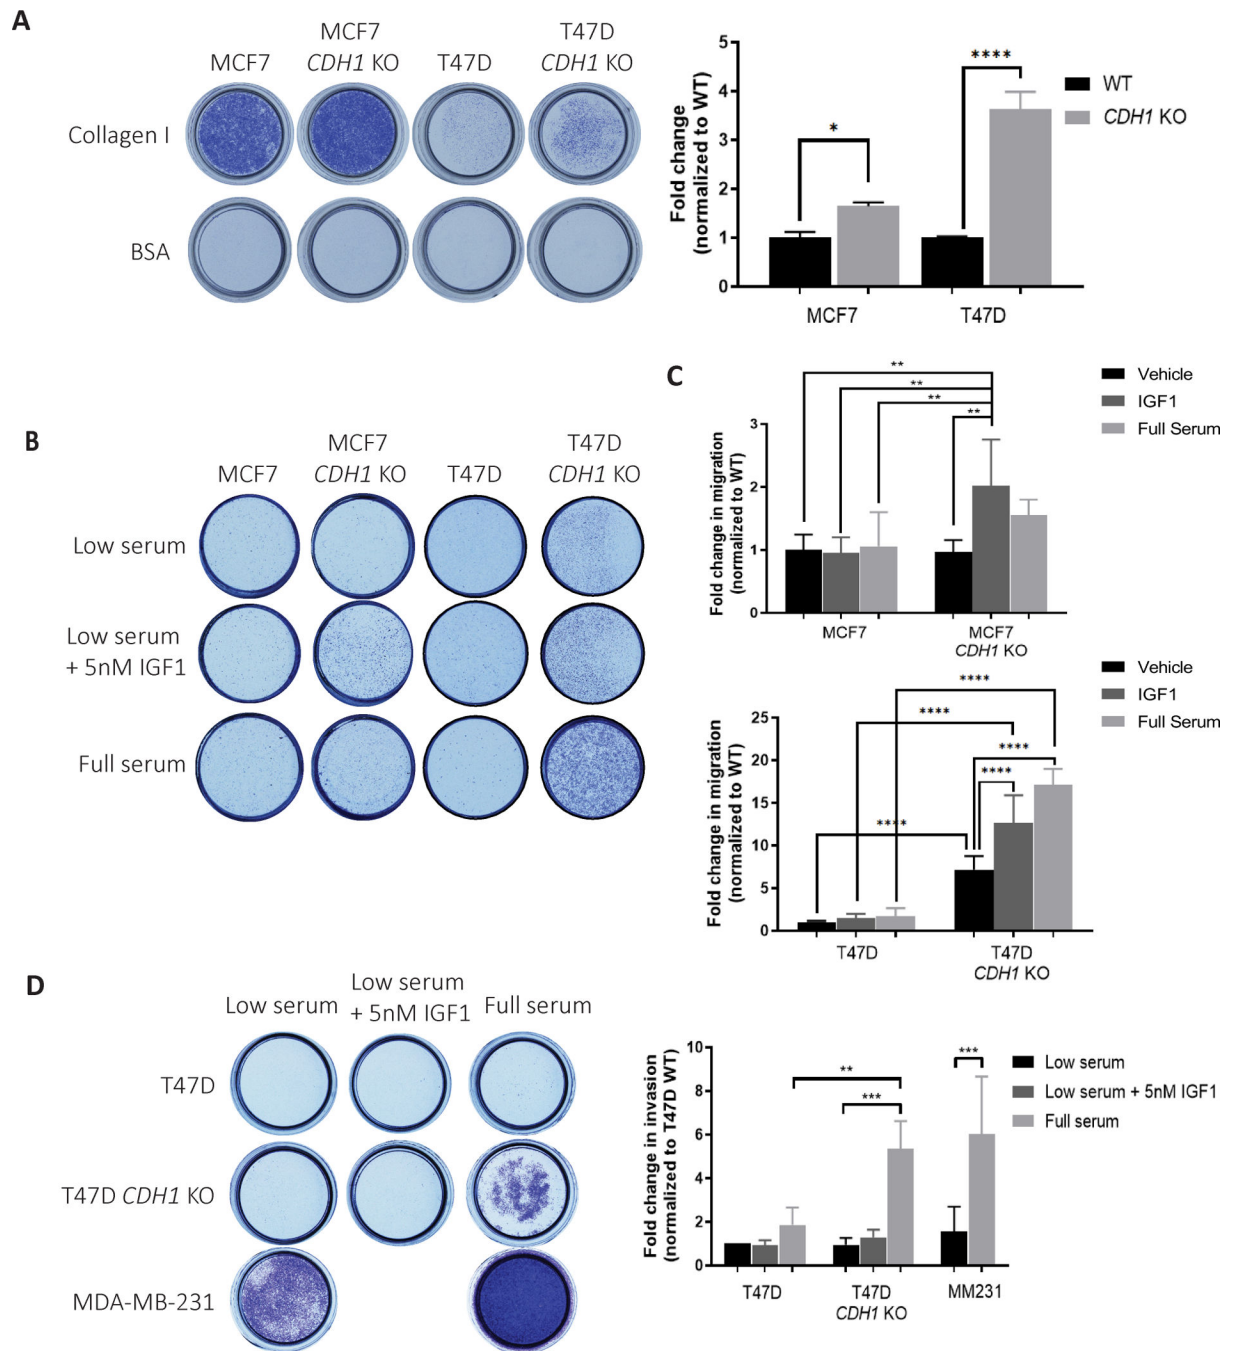 A
MCF7
MCF7
CDH1 KO
T47D
T47D
CDH1 KO
Collagen I
BSA
Fold change
(normalized to WT)
5
4
3
2
1
0
*
****
MCF7
T47D
WT
CDH1 KO
B
MCF7
MCF7
CDH1 KO
T47D
T47D
CDH1 KO
Low serum
Low serum
+ 5nM IGF1
Full serum
C
Fold change in migration
(normalized to WT)
3
2
1
0
**
**
**
**
MCF7
MCF7
CDH1 KO
Vehicle
IGF1
Full Serum
Fold change in migration
(normalized to WT)
25
20
15
10
5
0
****
****
****
****
****
T47D
T47D
CDH1 KO
Vehicle
IGF1
Full Serum
D
Low serum
Low serum
+ 5nM IGF1
Full serum
T47D
T47D CDH1 KO
MDA-MB-231
Fold change in invasion
(normalized to T47D WT)
10
8
6
4
2
0
**
***
***
T47D
T47D
CDH1 KO
MM231
Low serum
Low serum + 5nM IGF1
Full serum